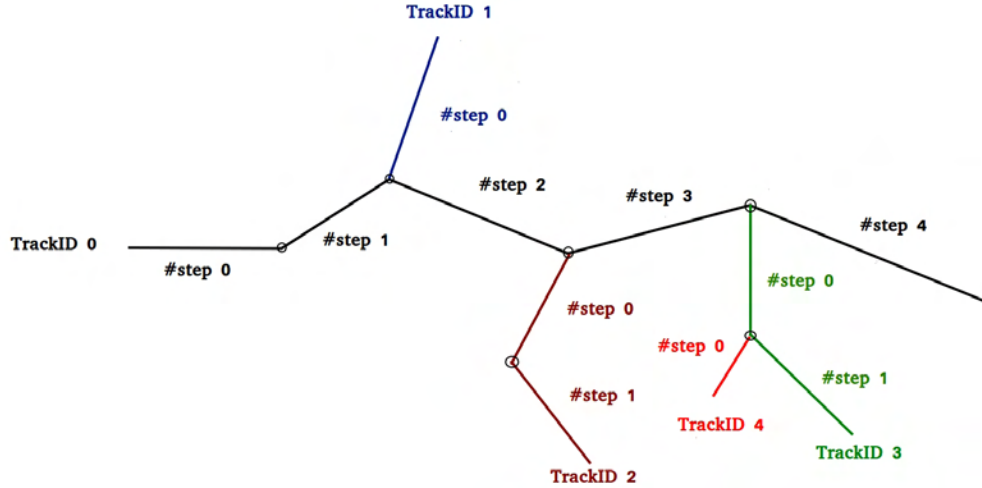 TrackID 1
#step 0
#step 2
#step 3
#step 4
TrackID 0
#step 1
#step 0
#step 0
#step 0
#step 0
#step 1
#step 1
TrackID 4
TrackID 3
TrackID 2